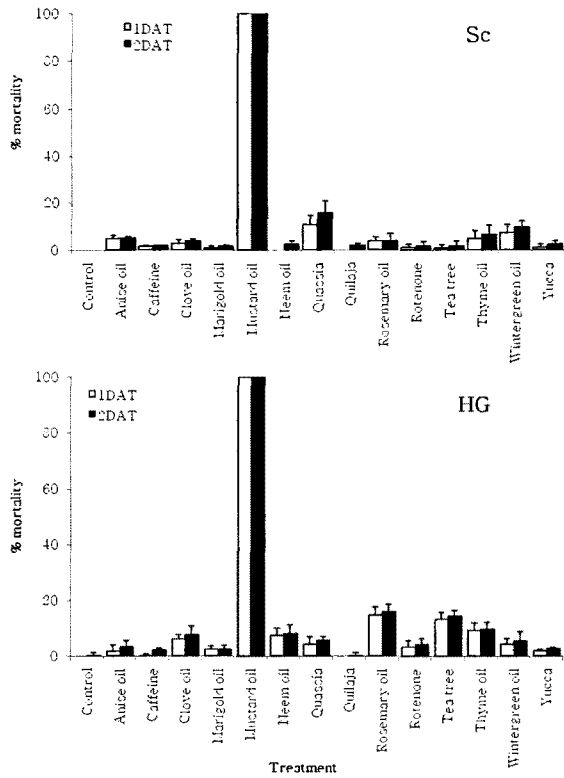 100
80
60
40
20
0
% mortality
1DAT
2DAT
Sc
Control
Anise oil
Caffeine
Clove oil
Marigold oil
Mustard oil
Neem oil
Quassia
Quilaja
Rosemary oil
Rotenone
Tea tree
Thyme oil
Wintergreen oil
Yucca
100
80
60
40
20
0
% mortality
1DAT
2DAT
HG
Control
Anise oil
Caffeine
Clove oil
Marigold oil
Mustard oil
Neem oil
Quassia
Quilaja
Rosemary oil
Rotenone
Tea tree
Thyme oil
Wintergreen oil
Yucca
Treatment